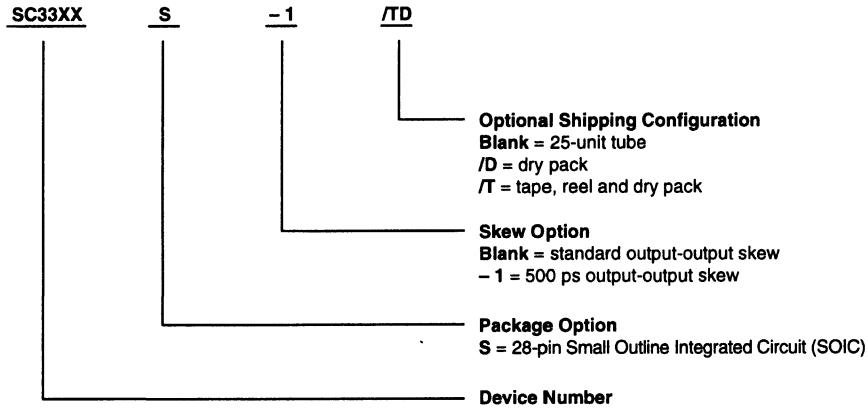 SC33XX S – 1 /TD
Optional Shipping Configuration
Blank = 25-unit tube
/D = dry pack
/T = tape, reel and dry pack
Skew Option
Blank = standard output-output skew
– 1 = 500 ps output-output skew
Package Option
S = 28-pin Small Outline Integrated Circuit (SOIC)
Device Number